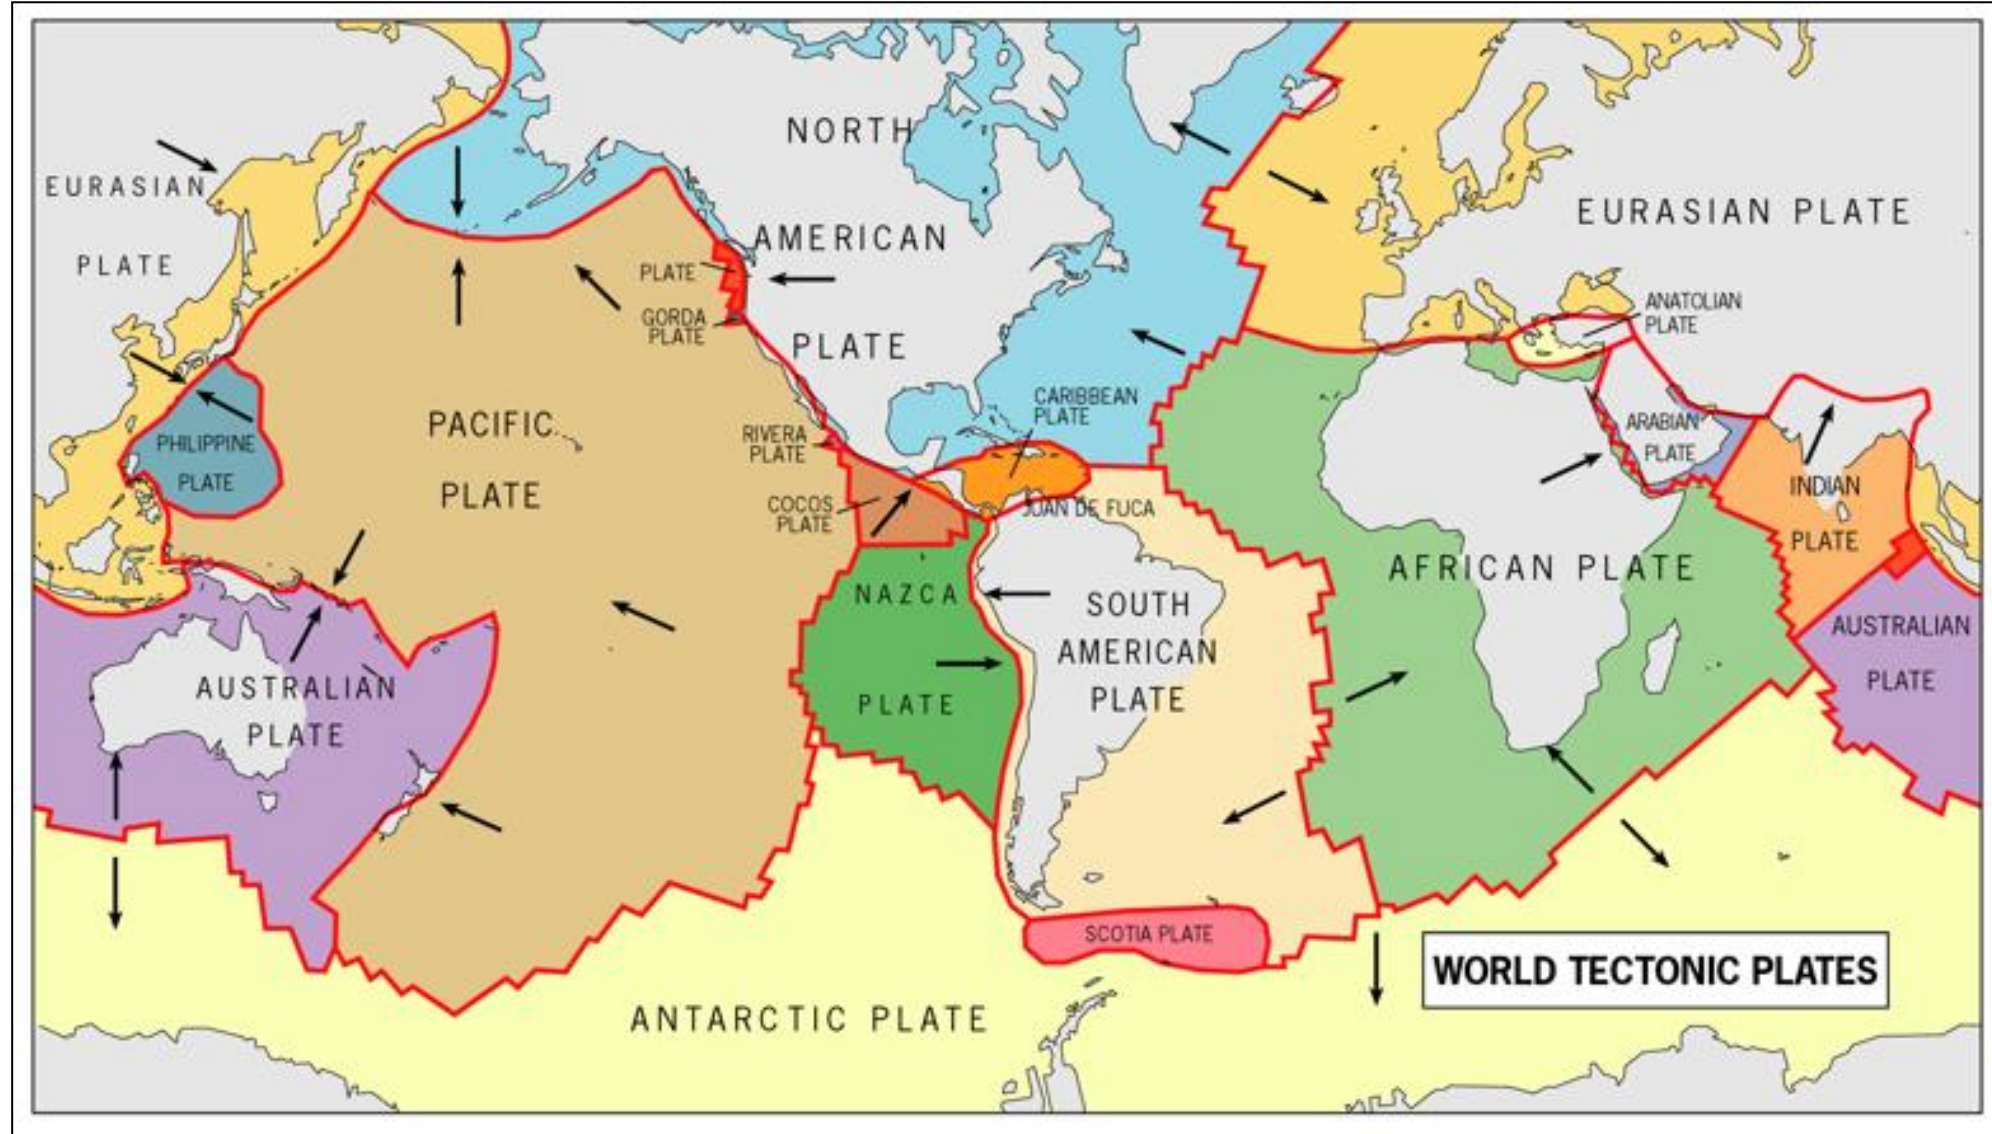 EURASIAN
PLATE
NORTH
AMERICAN
PLATE
EURASIAN PLATE
PLATE
GORDA
PLATE
ANATOLIAN
PLATE
PACIFIC
PLATE
PHILIPPINE
PLATE
RIVERA
PLATE
CARIBBEAN
PLATE
ARABIAN
PLATE
COCOS
PLATE
JUAN DE FUCA
INDIAN
PLATE
AFRICAN PLATE
NAZCA
PLATE
SOUTH
AMERICAN
PLATE
AUSTRALIAN
PLATE
AUSTRALIAN
PLATE
SCOTIA PLATE
WORLD TECTONIC PLATES
ANTARCTIC PLATE